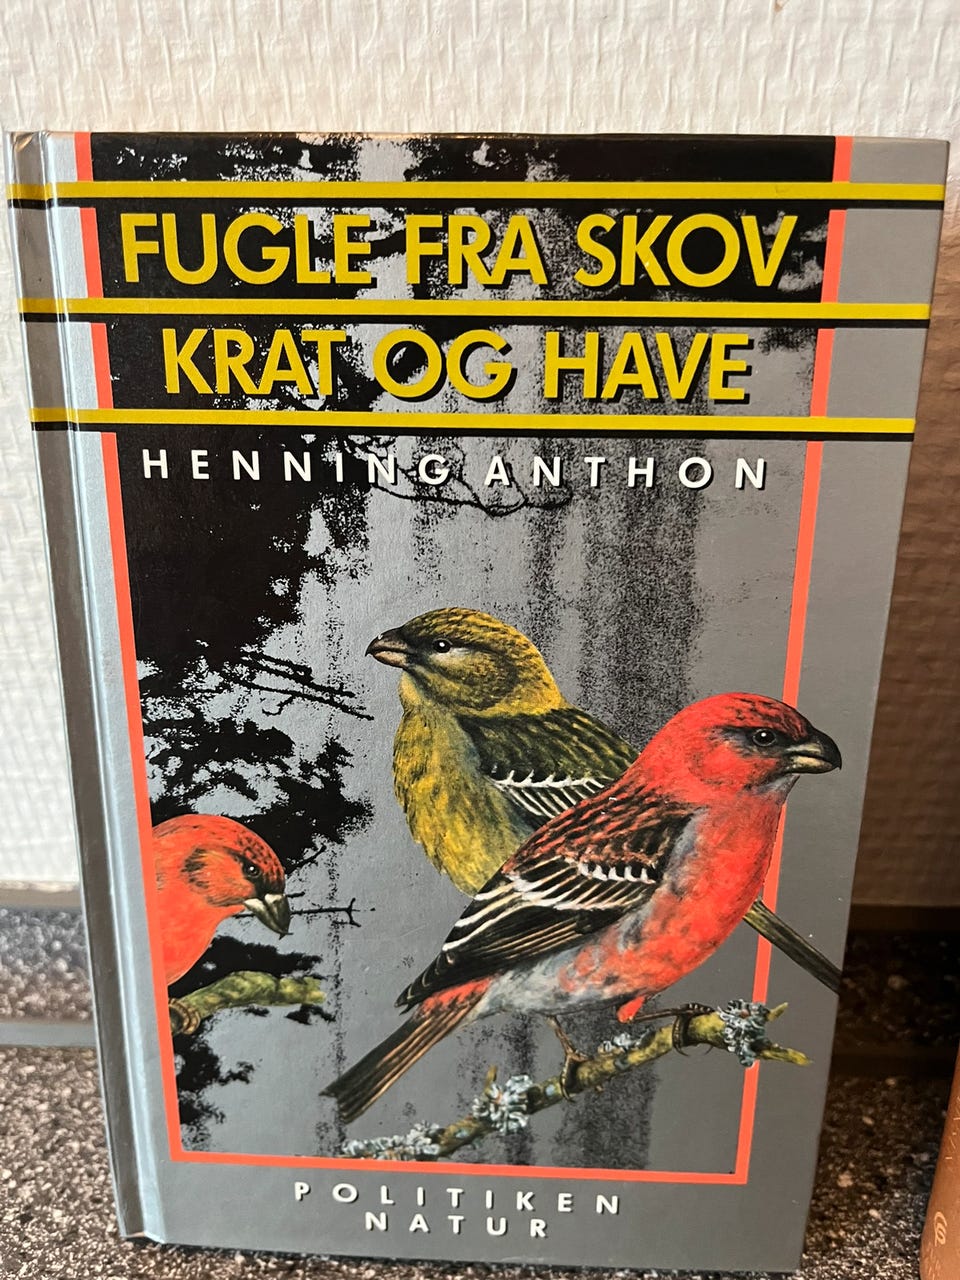 FUGLE FRA SKOV
KRAT OG HAVE
HENNING ANTHON
POLITIKEN
NATUR